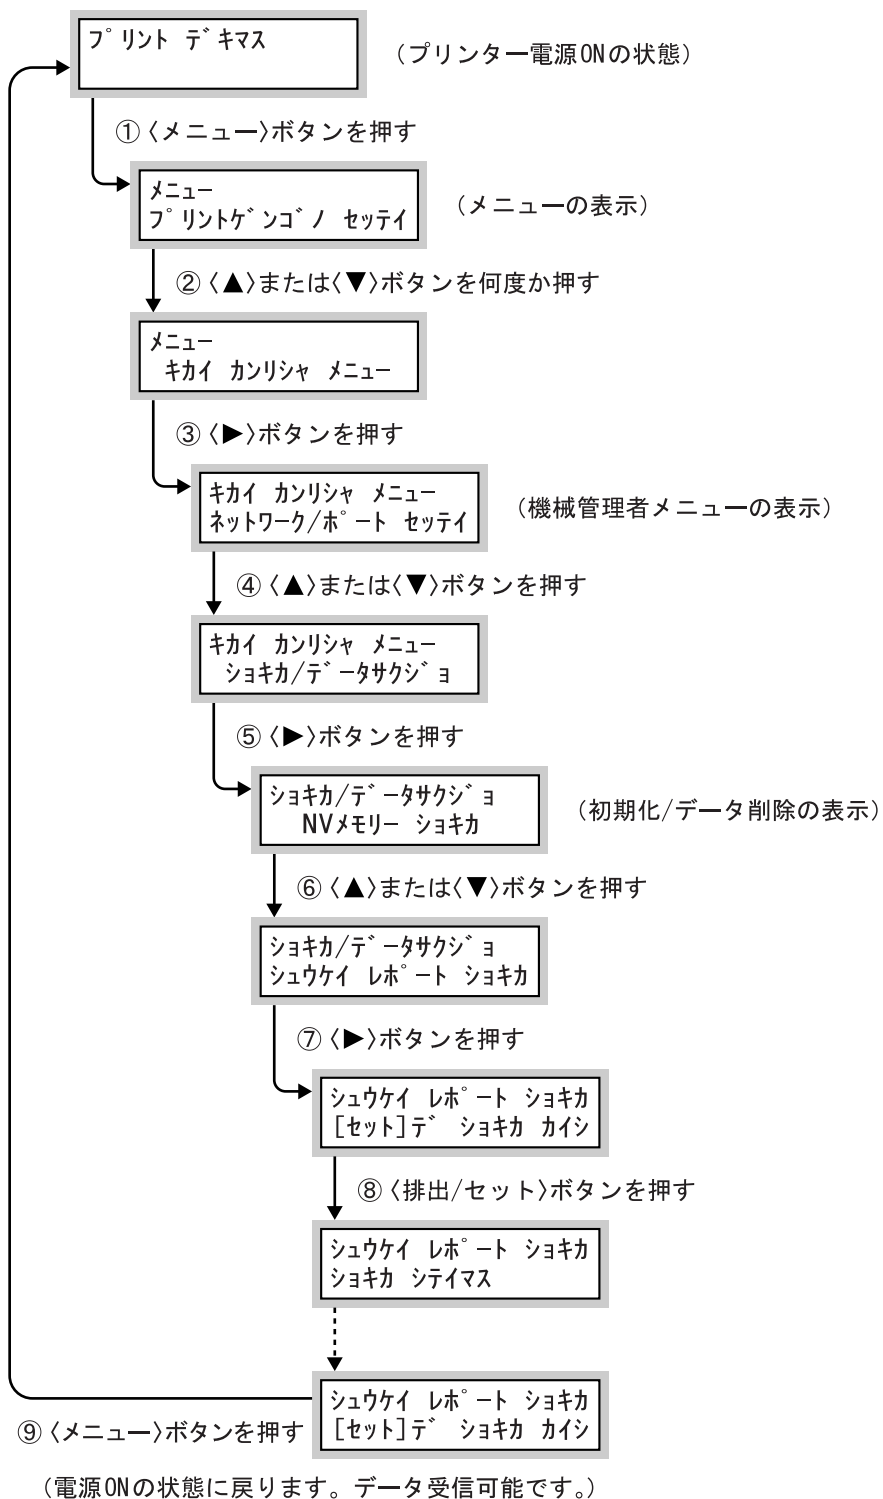 プリント デキマス
（プリンター電源ONの状態）
①〈メニュー〉ボタンを押す
メニュー
プリントゲンゴノ セッテイ
（メニューの表示）
②〈▲〉または〈▼〉ボタンを何度か押す
メニュー
キカイ カンリシャ メニュー
③〈▶〉ボタンを押す
キカイ カンリシャ メニュー
ネットワーク/ポート セッテイ
（機械管理者メニューの表示）
④〈▲〉または〈▼〉ボタンを押す
キカイ カンリシャ メニュー
ショキカ/データサクジョ
⑤〈▶〉ボタンを押す
ショキカ/データサクジョ
NVメモリー ショキカ
（初期化/データ削除の表示）
⑥〈▲〉または〈▼〉ボタンを押す
ショキカ/データサクジョ
シュウケイ レポート ショキカ
⑦〈▶〉ボタンを押す
シュウケイ レポート ショキカ
[セット]デ ショキカ カイシ
⑧〈排出/セット〉ボタンを押す
シュウケイ レポート ショキカ
ショキカ シテイマス
シュウケイ レポート ショキカ
[セット]デ ショキカ カイシ
⑨〈メニュー〉ボタンを押す
（電源ONの状態に戻ります。データ受信可能です。）